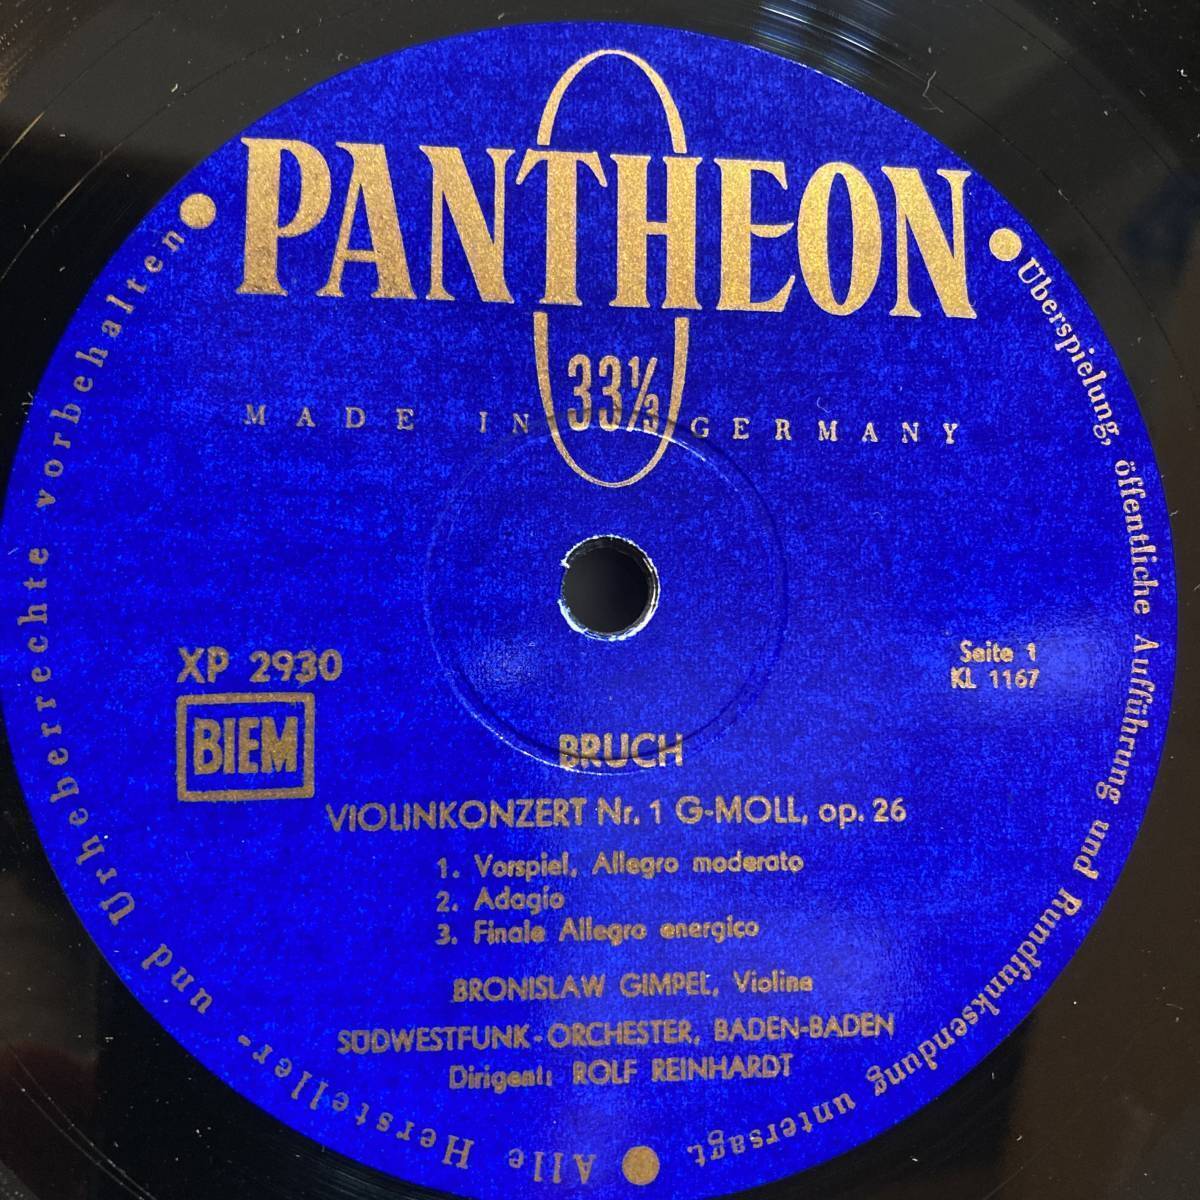 PANTHEON
33⅓
MADE IN GERMANY
XP 2930
BIEM
Seite 1
KL 1167
BRUCH
VIOLINKONZERT Nr. 1 G-MOLL, op. 26
1. Vorspiel, Allegro moderato
2. Adagio
3. Finale Allegro energico
BRONISLAW GIMPEL, Violine
SÜDWESTFUNK-ORCHESTER, BADEN-BADEN
Dirigent: ROLF REINHARDT
Alle Hersteller- und Urheberrechte vorbehalten
Überspielung, öffentliche Aufführung und Rundfunksendung untersagt.